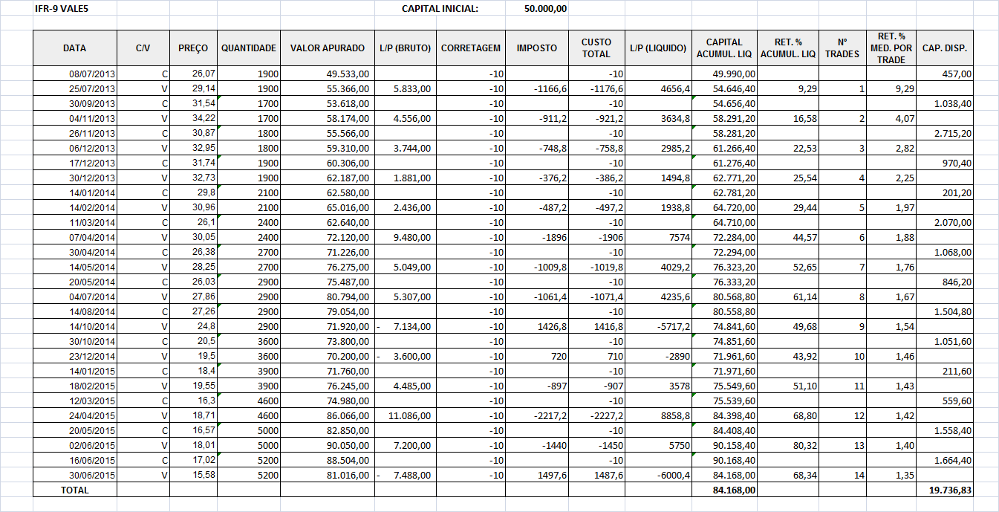 IFR-9 VALE5 CAPITAL INICIAL: 50.000,00
DATA C/V PREÇO QUANTIDADE VALOR APURADO L/P (BRUTO) CORRETAGEM IMPOSTO CUSTO TOTAL L/P (LIQUIDO) CAPITAL ACUMUL. LIQ RET. % ACUMUL. LIQ Nº TRADES RET. % MED. POR TRADE CAP. DISP.
08/07/2013 C 26,07 1900 49.533,00 -10 -10 49.990,00 457,00
25/07/2013 V 29,14 1900 55.366,00 5.833,00 -10 -1166,6 -1176,6 4656,4 54.646,40 9,29 1 9,29
30/09/2013 C 31,54 1700 53.618,00 -10 -10 54.656,40 1.038,40
04/11/2013 V 34,22 1700 58.174,00 4.556,00 -10 -911,2 -921,2 3634,8 58.291,20 16,58 2 4,07
26/11/2013 C 30,87 1800 55.566,00 -10 -10 58.281,20 2.715,20
06/12/2013 V 32,95 1800 59.310,00 3.744,00 -10 -748,8 -758,8 2985,2 61.266,40 22,53 3 2,82
17/12/2013 C 31,74 1900 60.306,00 -10 -10 61.276,40 970,40
30/12/2013 V 32,73 1900 62.187,00 1.881,00 -10 -376,2 -386,2 1494,8 62.771,20 25,54 4 2,25
14/01/2014 C 29,8 2100 62.580,00 -10 -10 62.781,20 201,20
14/02/2014 V 30,96 2100 65.016,00 2.436,00 -10 -487,2 -497,2 1938,8 64.720,00 29,44 5 1,97
11/03/2014 C 26,1 2400 62.640,00 -10 -10 64.710,00 2.070,00
07/04/2014 V 30,05 2400 72.120,00 9.480,00 -10 -1896 -1906 7574 72.284,00 44,57 6 1,88
30/04/2014 C 26,38 2700 71.226,00 -10 -10 72.294,00 1.068,00
14/05/2014 V 28,25 2700 76.275,00 5.049,00 -10 -1009,8 -1019,8 4029,2 76.323,20 52,65 7 1,76
20/05/2014 C 26,03 2900 75.487,00 -10 -10 76.333,20 846,20
04/07/2014 V 27,86 2900 80.794,00 5.307,00 -10 -1061,4 -1071,4 4235,6 80.568,80 61,14 8 1,67
14/08/2014 C 27,26 2900 79.054,00 -10 -10 80.558,80 1.504,80
14/10/2014 V 24,8 2900 71.920,00 - 7.134,00 -10 1426,8 1416,8 -5717,2 74.841,60 49,68 9 1,54
30/10/2014 C 20,5 3600 73.800,00 -10 -10 74.851,60 1.051,60
23/12/2014 V 19,5 3600 70.200,00 - 3.600,00 -10 720 710 -2890 71.961,60 43,92 10 1,46
14/01/2015 C 18,4 3900 71.760,00 -10 -10 71.971,60 211,60
18/02/2015 V 19,55 3900 76.245,00 4.485,00 -10 -897 -907 3578 75.549,60 51,10 11 1,43
12/03/2015 C 16,3 4600 74.980,00 -10 -10 75.539,60 559,60
24/04/2015 V 18,71 4600 86.066,00 11.086,00 -10 -2217,2 -2227,2 8858,8 84.398,40 68,80 12 1,42
20/05/2015 C 16,57 5000 82.850,00 -10 -10 84.408,40 1.558,40
02/06/2015 V 18,01 5000 90.050,00 7.200,00 -10 -1440 -1450 5750 90.158,40 80,32 13 1,40
16/06/2015 C 17,02 5200 88.504,00 -10 -10 90.168,40 1.664,40
30/06/2015 V 15,58 5200 81.016,00 - 7.488,00 -10 1497,6 1487,6 -6000,4 84.168,00 68,34 14 1,35
TOTAL 84.168,00 19.736,83